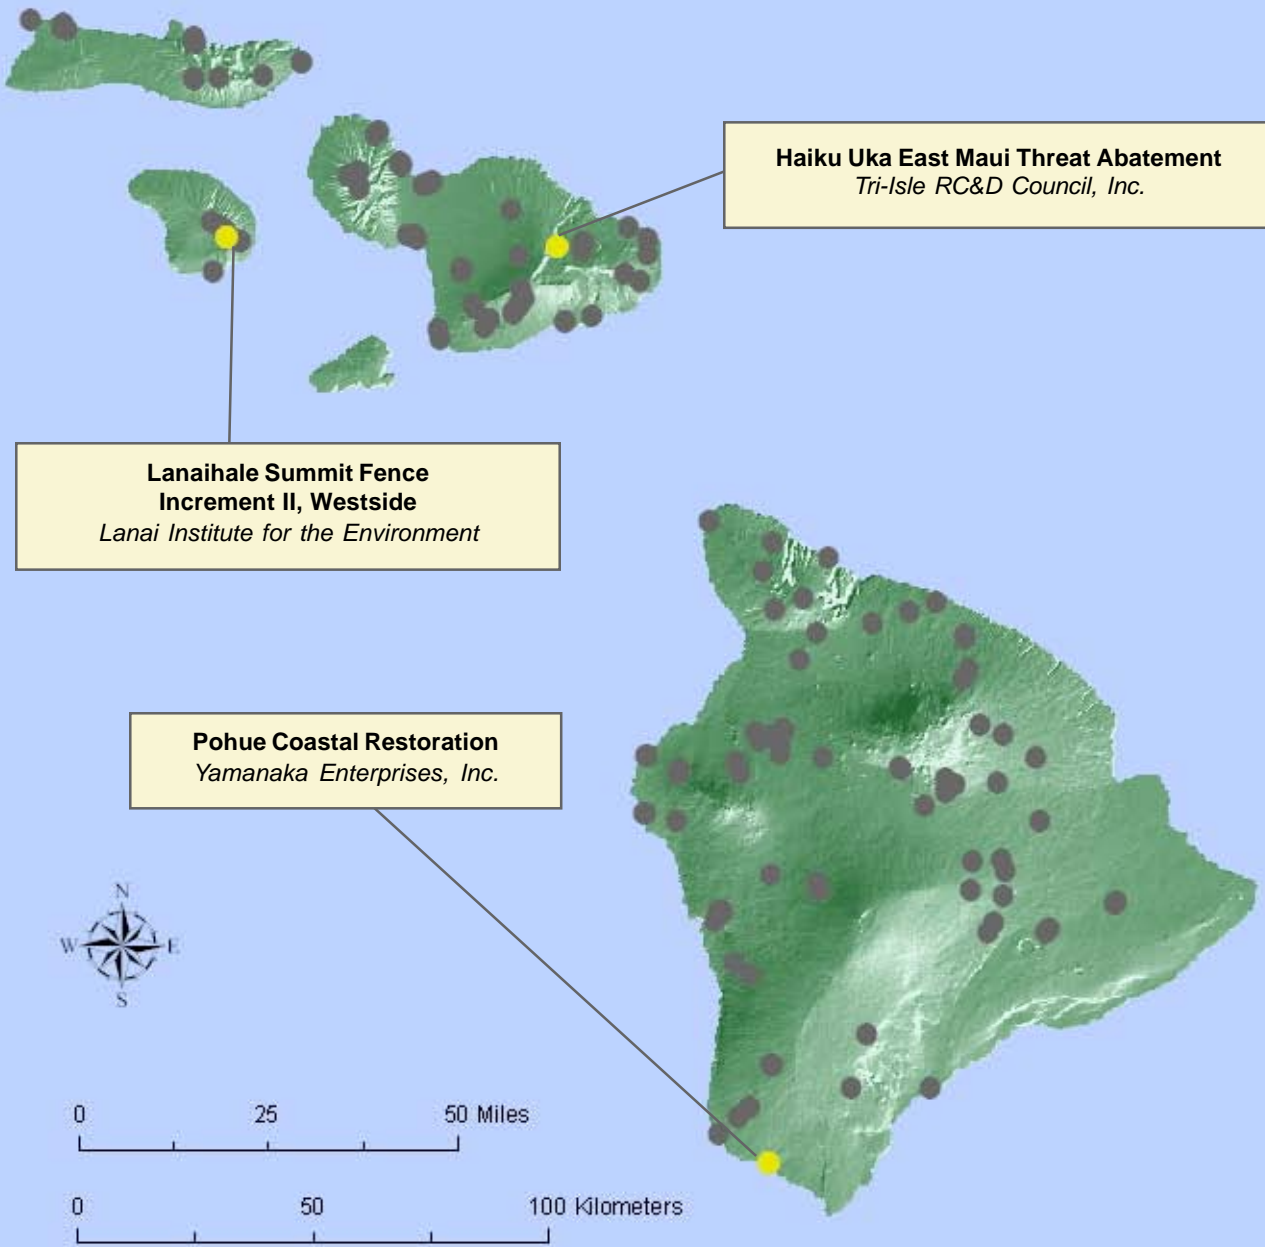 Haiku Uka East Maui Threat Abatement
Tri-Isle RC&D Council, Inc.
Lanaihale Summit Fence
Increment II, Westside
Lanai Institute for the Environment
Pohue Coastal Restoration
Yamanaka Enterprises, Inc.
N
W E
S
0 25 50 Miles
0 50 100 Kilometers